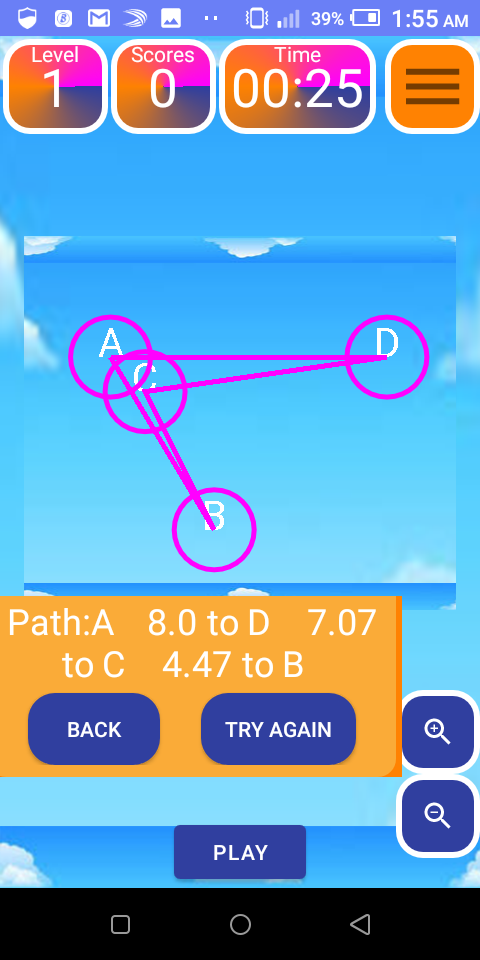 39% 1:55 AM
Level Scores Time
1 0 00:25
A D
C
B
Path:A 8.0 to D 7.07
to C 4.47 to B
BACK TRY AGAIN
PLAY